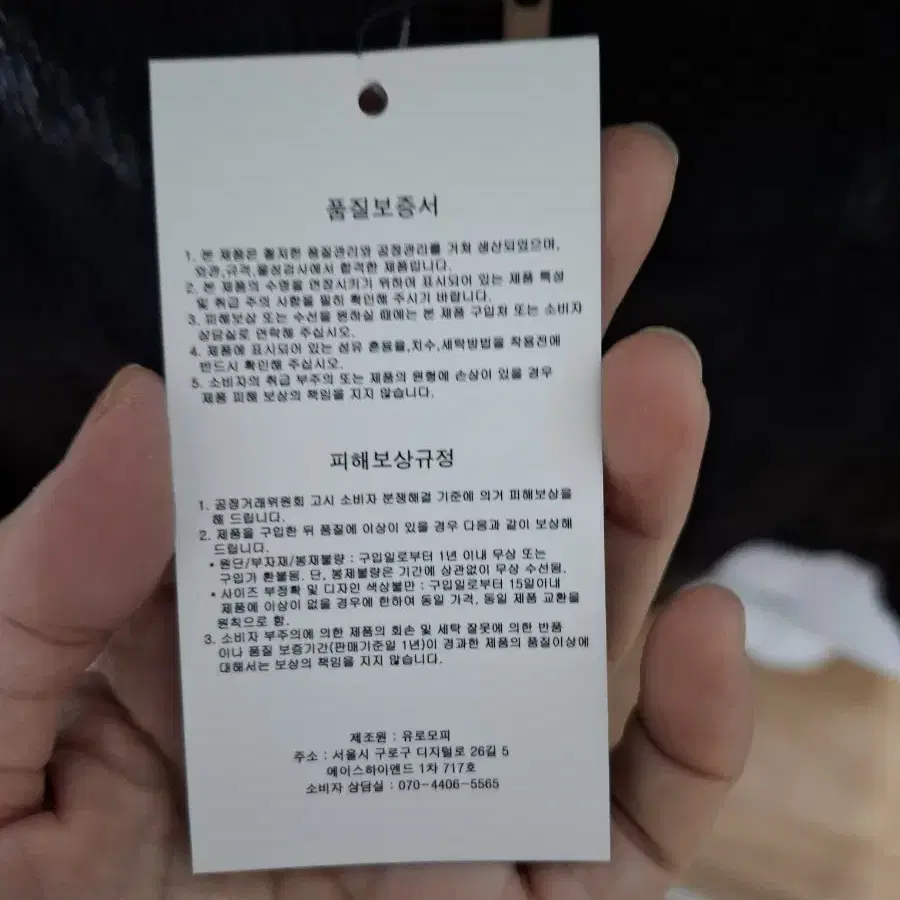 품질보증서
1. 본 제품은 철저한 품질관리와 공정관리를 거쳐 생산되었으며,
외관,규격,물성검사에서 합격한 제품입니다.
2. 본 제품의 수명을 연장시키기 위하여 표시되어 있는 제품 특성
및 취급 주의 사항을 필히 확인해 주시기 바랍니다.
3. 피해보상 또는 수선을 원하실 때에는 본 제품 구입처 또는 소비자
상담실로 연락해 주십시오.
4. 제품에 표시되어 있는 섬유 혼용율,치수,세탁방법을 착용전에
반드시 확인해 주십시오.
5. 소비자의 취급 부주의 또는 제품의 원형에 손상이 있을 경우
제품 피해 보상의 책임을 지지 않습니다.
피해보상규정
1. 공정거래위원회 고시 소비자 분쟁해결 기준에 의거 피해보상을
해 드립니다.
2. 제품을 구입한 뒤 품질에 이상이 있을 경우 다음과 같이 보상해
드립니다.
• 원단/부자재/봉재불량 : 구입일로부터 1년 이내 무상 또는
구입가 환불됨. 단, 봉제불량은 기간에 상관없이 무상 수선됨.
• 사이즈 부정확 및 디자인 색상불만 : 구입일로부터 15일이내
제품에 이상이 없을 경우에 한하여 동일 가격, 동일 제품 교환을
원칙으로 함.
3. 소비자 부주의에 의한 제품의 훼손 및 세탁 잘못에 의한 반품
이나 품질 보증기간(판매기준일 1년)이 경과한 제품의 품질이상에
대해서는 보상의 책임을 지지 않습니다.
제조원 : 유로모피
주소 : 서울시 구로구 디지털로 26길 5
에이스하이엔드 1차 717호
소비자 상담실 : 070-4406-5565